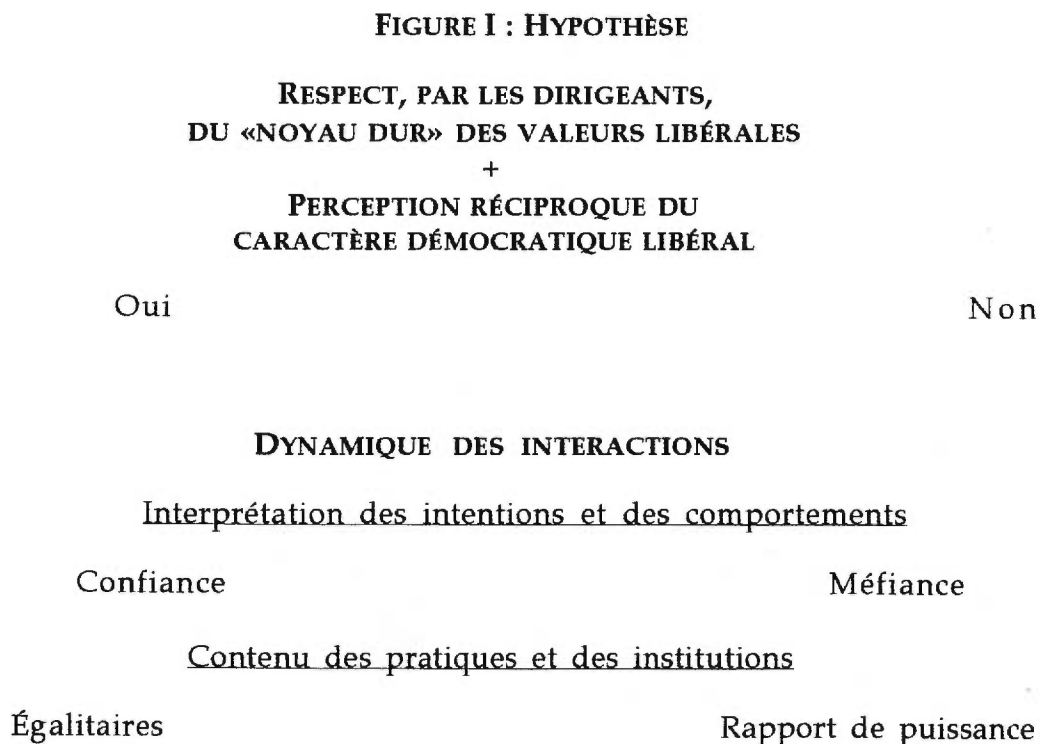 FIGURE I : HYPOTHÈSE
RESPECT, PAR LES DIRIGEANTS,
DU «NOYAU DUR» DES VALEURS LIBÉRALES
+
PERCEPTION RÉCIPROQUE DU
CARACTÈRE DÉMOCRATIQUE LIBÉRAL
Oui Non
DYNAMIQUE DES INTERACTIONS
Interprétation des intentions et des comportements
Confiance Méfiance
Contenu des pratiques et des institutions
Égalitaires Rapport de puissance